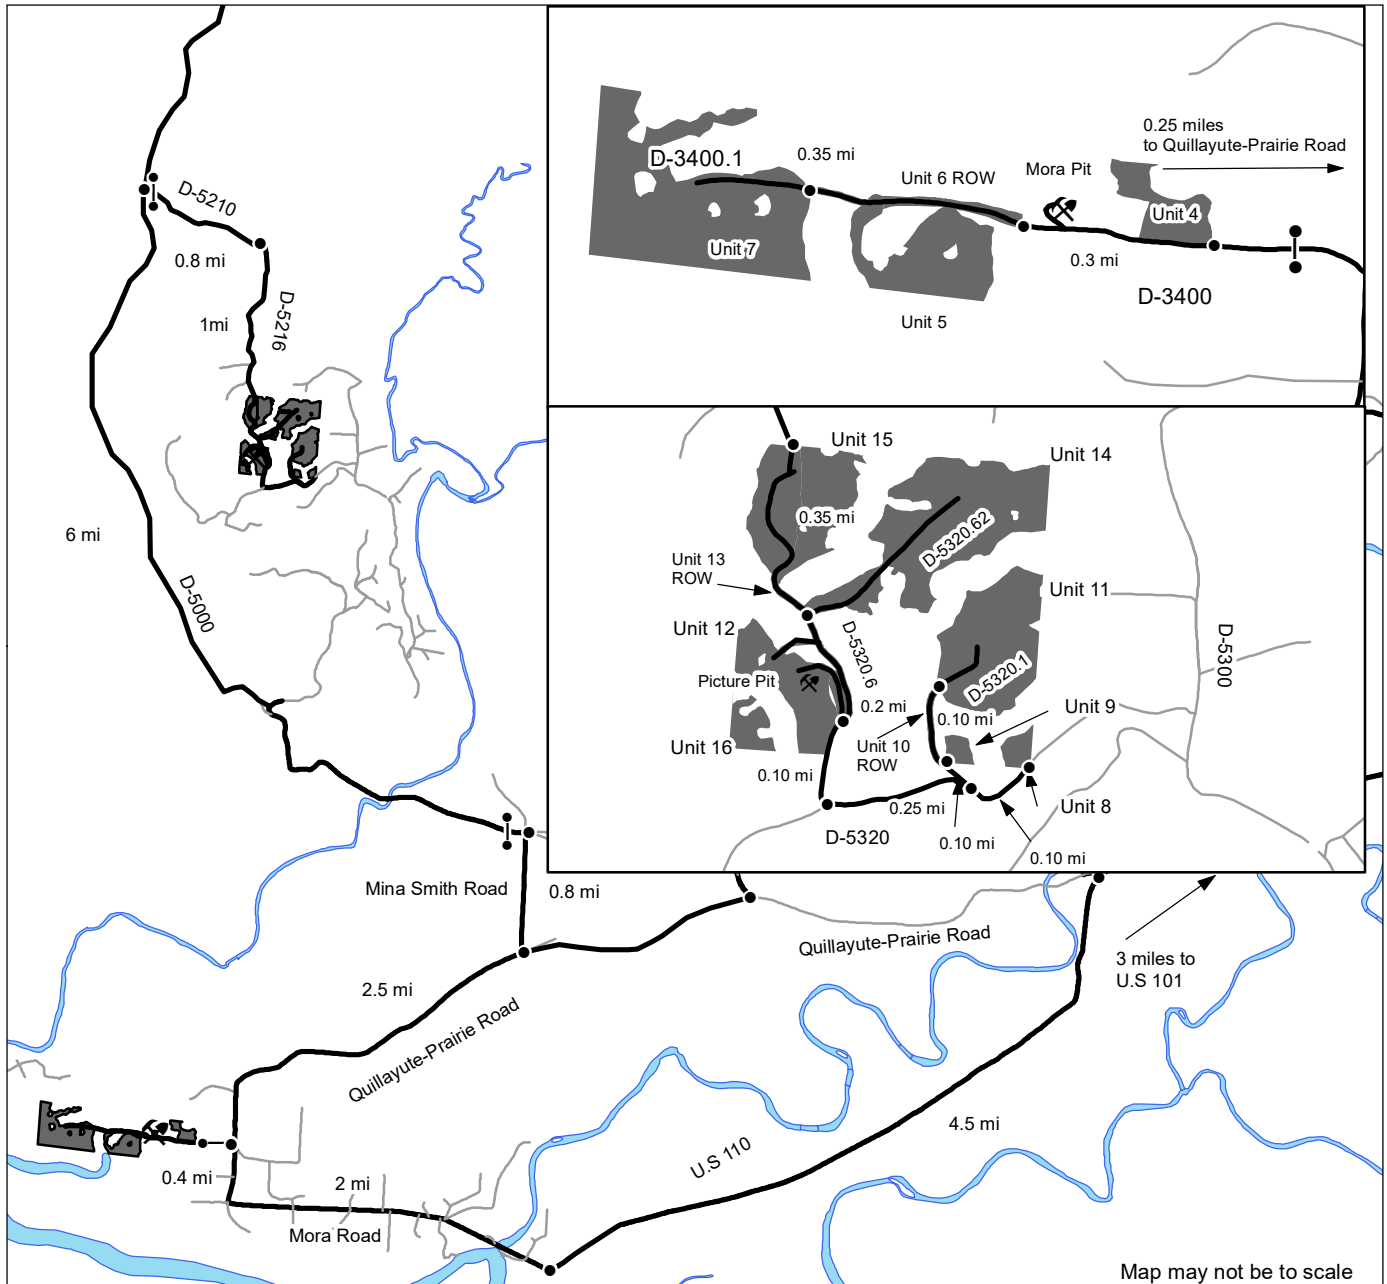 0.25 miles
to Quillayute-Prairie Road
D-3400.1
0.35 mi
Unit 6 ROW
Mora Pit
Unit 4
Unit 7
0.3 mi
D-3400
Unit 5
D-5210
0.8 mi
1mi
D-5216
6 mi
D-5000
Unit 15
Unit 14
0.35 mi
D-5320.62
Unit 13
ROW
Unit 11
Unit 12
D-5320.6
D-5300
Picture Pit
D-5320.1
0.2 mi
0.10 mi
Unit 9
Unit 16
Unit 10
ROW
0.10 mi
0.25 mi
Unit 8
D-5320
0.10 mi
0.10 mi
Mina Smith Road
0.8 mi
Quillayute-Prairie Road
3 miles to
U.S 101
2.5 mi
Quillayute-Prairie Road
4.5 mi
U.S 110
0.4 mi
2 mi
Mora Road
Map may not be to scale